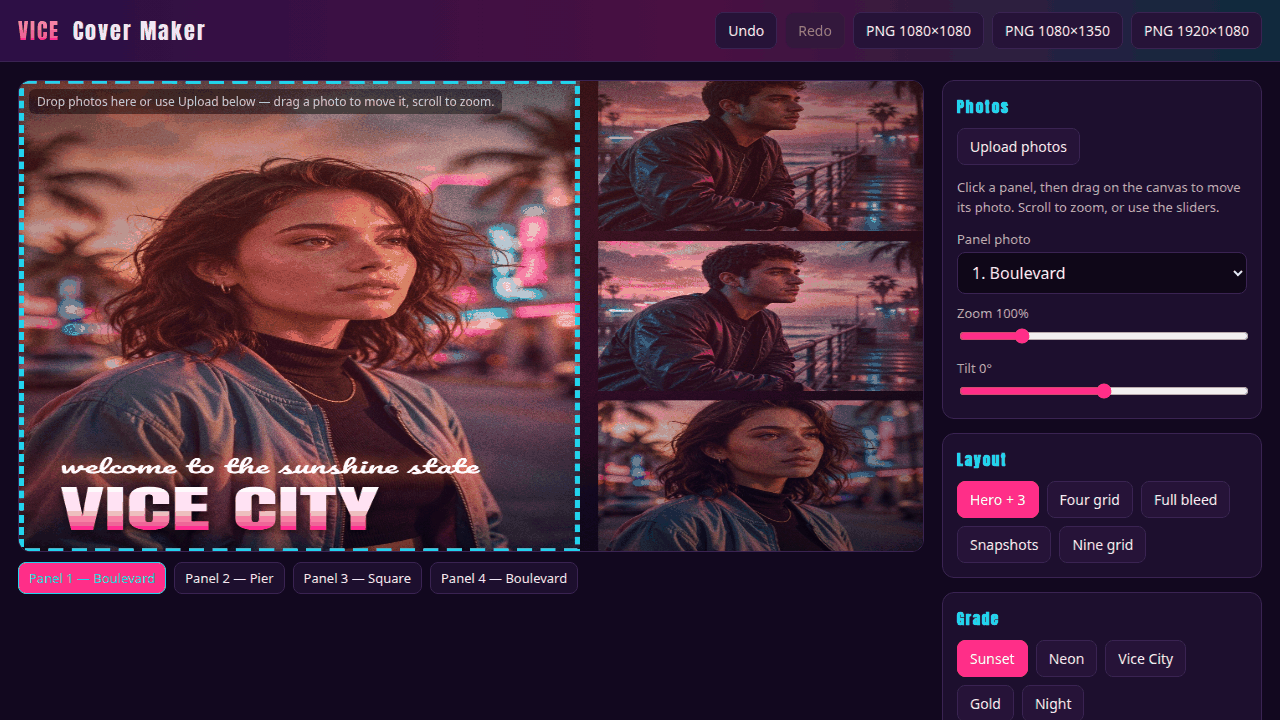 VICE Cover Maker
Undo
Redo
PNG 1080×1080
PNG 1080×1350
PNG 1920×1080
Drop photos here or use Upload below — drag a photo to move it, scroll to zoom.
welcome to the sunshine state
VICE CITY
Panel 1 — Boulevard
Panel 2 — Pier
Panel 3 — Square
Panel 4 — Boulevard
Photos
Upload photos
Click a panel, then drag on the canvas to move
its photo. Scroll to zoom, or use the sliders.
Panel photo
1. Boulevard
Zoom 100%
Tilt 0°
Layout
Hero + 3
Four grid
Full bleed
Snapshots
Nine grid
Grade
Sunset
Neon
Vice City
Gold
Night